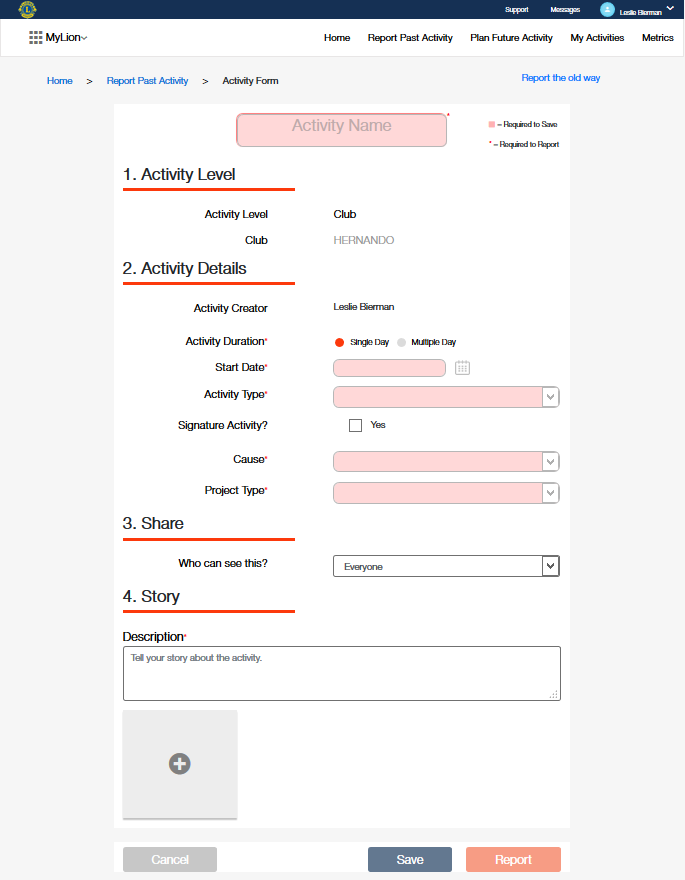 Support Messages Leslie Bierman
MyLion Home Report Past Activity Plan Future Activity My Activities Metrics
Home > Report Past Activity > Activity Form Report the old way
Activity Name *
= Required to Save
* = Required to Report
1. Activity Level
Activity Level Club
Club HERNANDO
2. Activity Details
Activity Creator Leslie Bierman
Activity Duration* Single Day Multiple Day
Start Date*
Activity Type*
Signature Activity? Yes
Cause*
Project Type*
3. Share
Who can see this? Everyone
4. Story
Description*
Tell your story about the activity.
Cancel Save Report